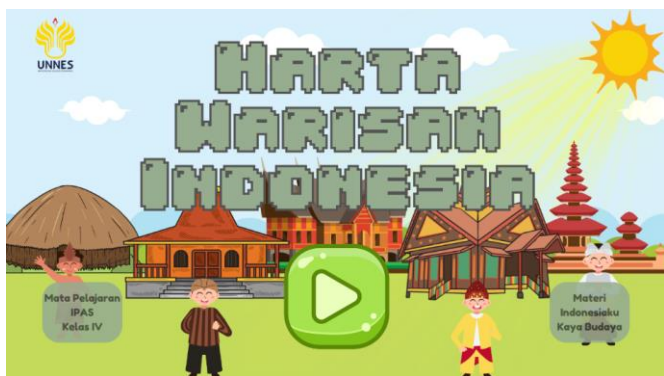 UNNES
HARTA
WARISAN
INDONESIA
Mata Pelajaran
IPAS
Kelas IV
Materi
Indonesiaku
Kaya Budaya